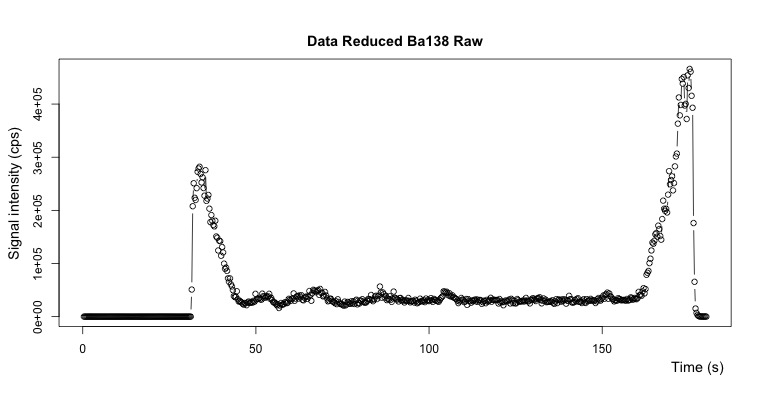 Data Reduced Ba138 Raw
Signal intensity (cps)
4e+05
3e+05
2e+05
1e+05
0e+00
0 50 100 150
Time (s)